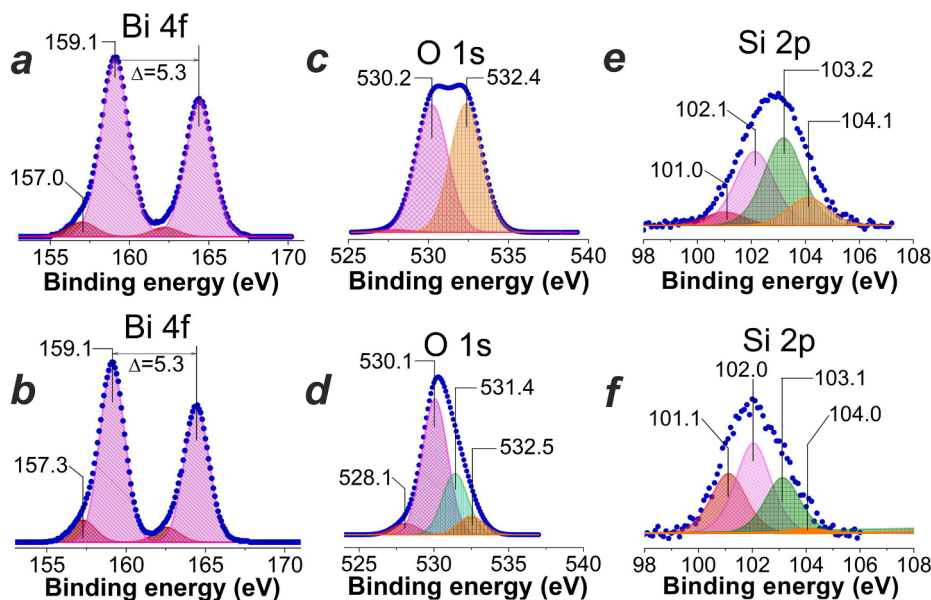 a
Bi 4f
159.1
Δ=5.3
157.0
155 160 165 170
Binding energy (eV)
c
O 1s
530.2
532.4
525 530 535 540
Binding energy (eV)
e
Si 2p
103.2
102.1
104.1
101.0
98 100 102 104 106 108
Binding energy (eV)
b
Bi 4f
159.1
Δ=5.3
157.3
155 160 165 170
Binding energy (eV)
d
O 1s
530.1
531.4
532.5
528.1
525 530 535 540
Binding energy (eV)
f
Si 2p
102.0
103.1
101.1
104.0
98 100 102 104 106 108
Binding energy (eV)